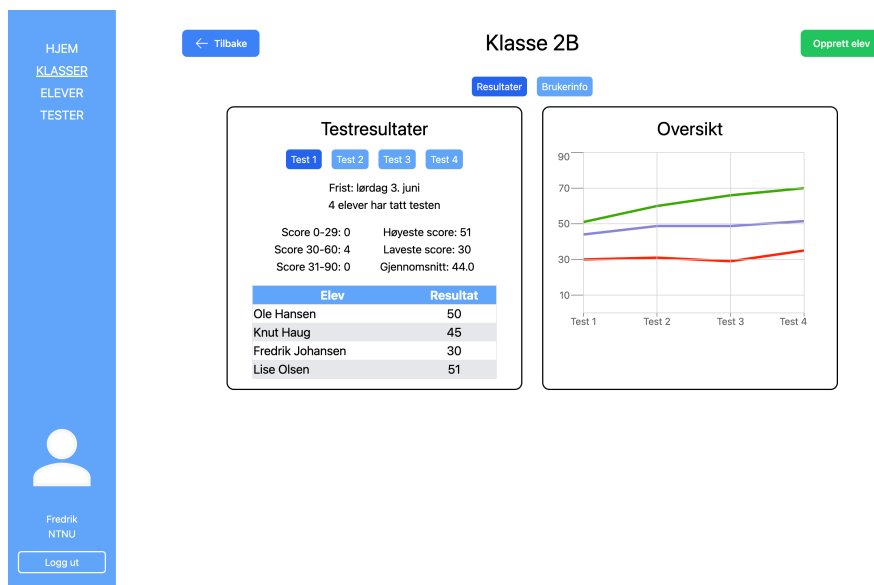 HJEM
KLASSER
ELEVER
TESTER
Fredrik
NTNU
Logg ut
Tilbake
Klasse 2B
Opprett elev
Resultater Brukerinfo
Testresultater
Test 1 Test 2 Test 3 Test 4
Frist: lørdag 3. juni
4 elever har tatt testen
Score 0-29: 0 Høyeste score: 51
Score 30-60: 4 Laveste score: 30
Score 31-90: 0 Gjennomsnitt: 44.0
Elev Resultat
Ole Hansen 50
Knut Haug 45
Fredrik Johansen 30
Lise Olsen 51
Oversikt
90
70
50
30
10
Test 1 Test 2 Test 3 Test 4